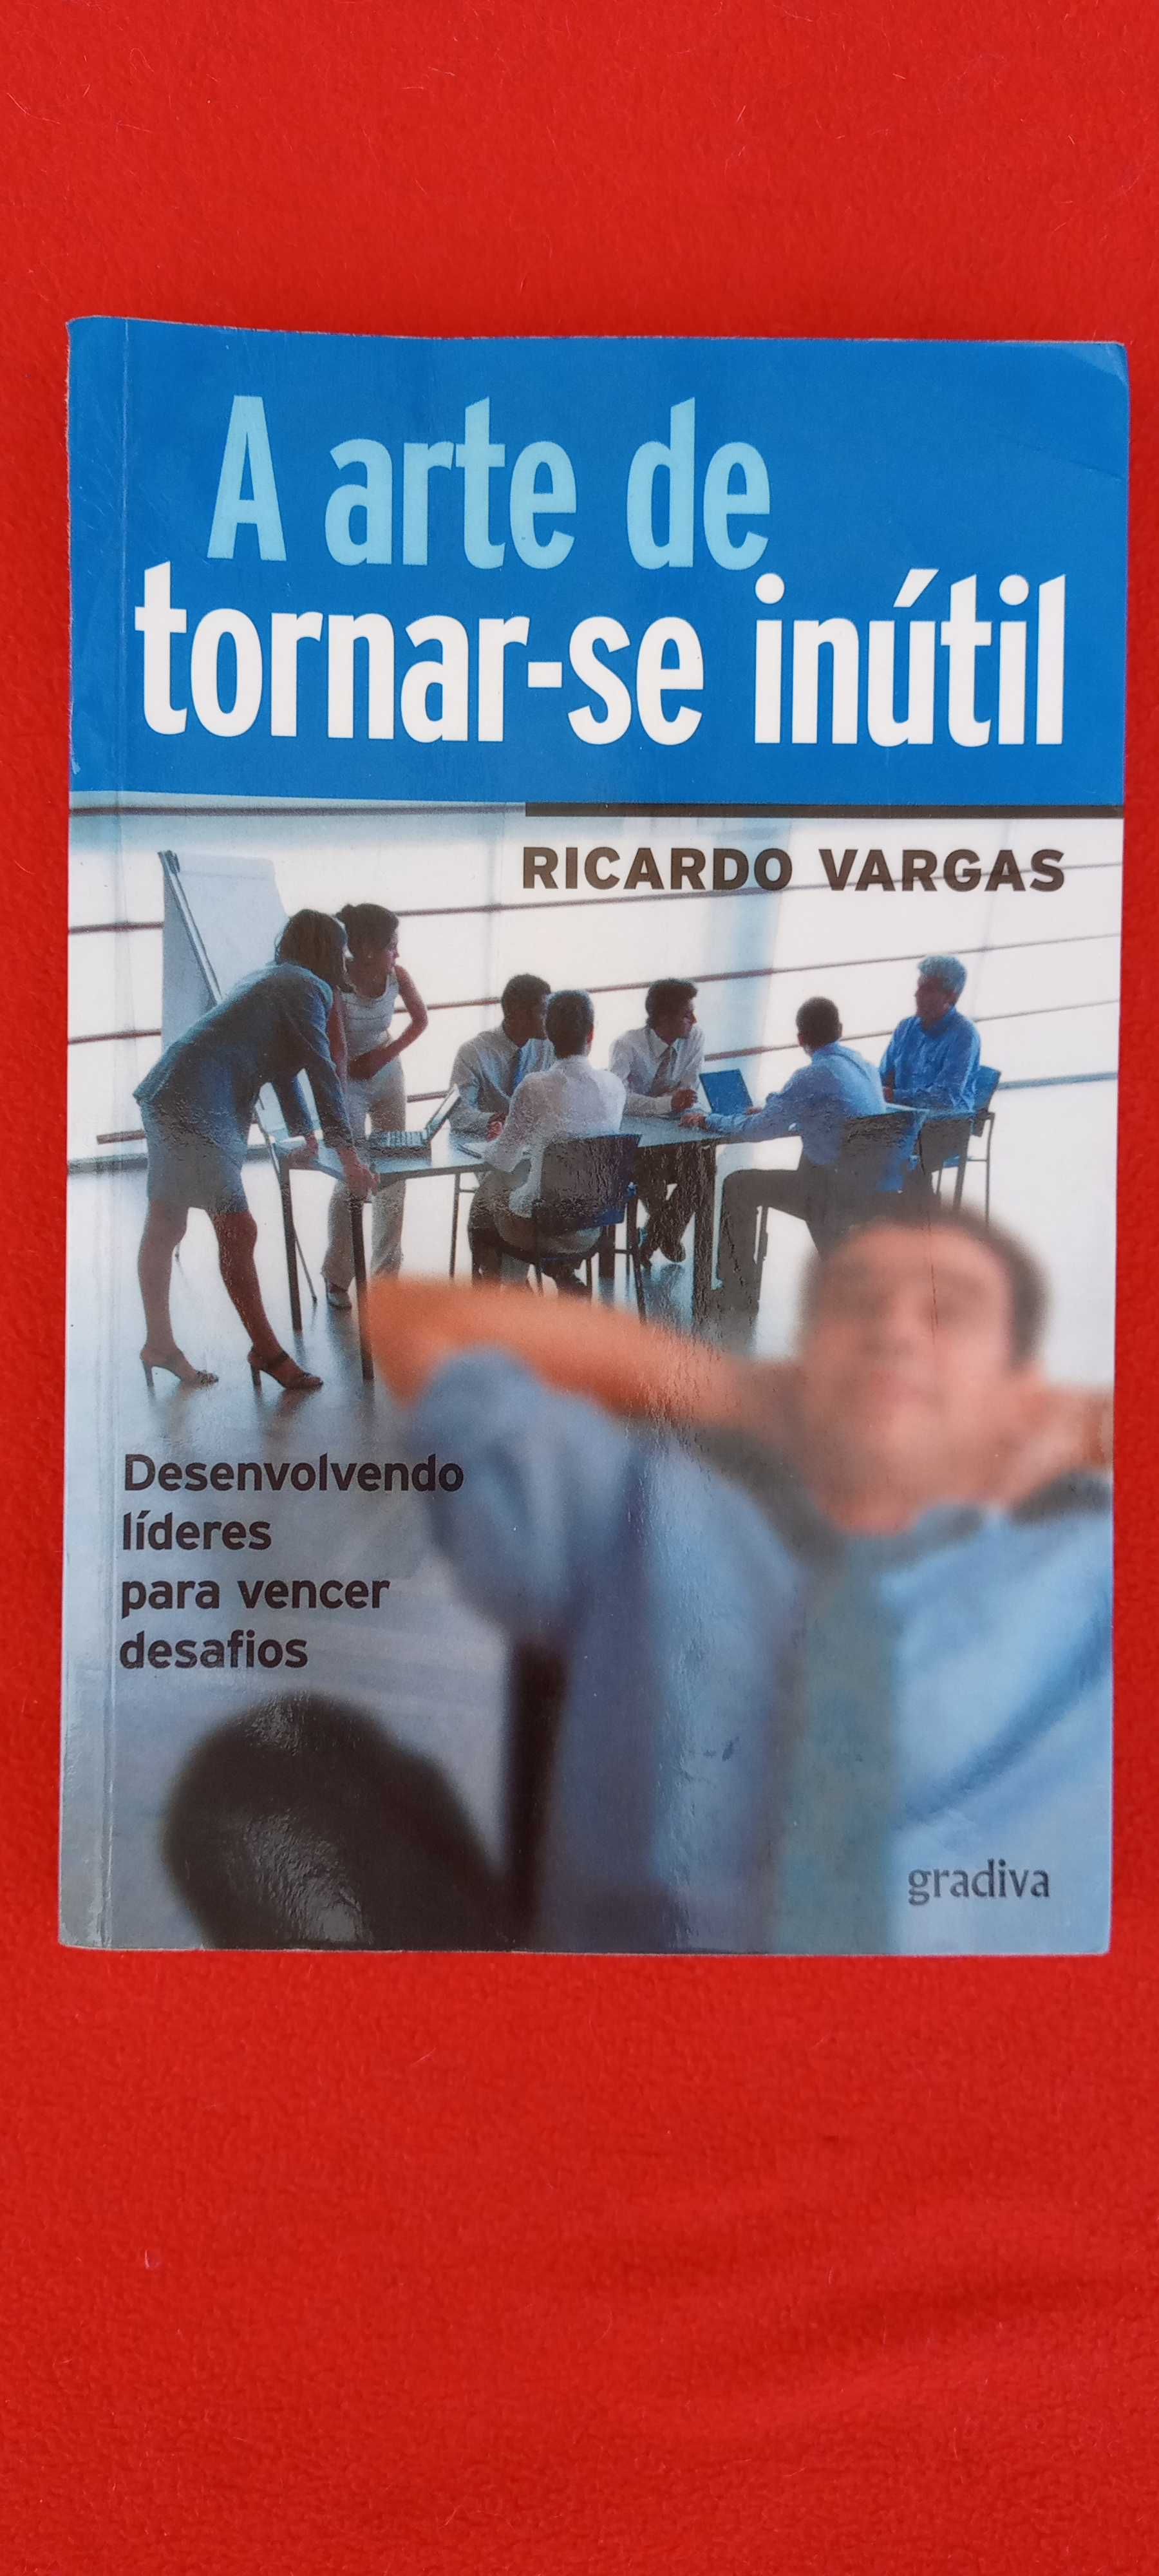 A arte de
tornar-se inútil
RICARDO VARGAS
Desenvolvendo
líderes
para vencer
desafios
gradiva